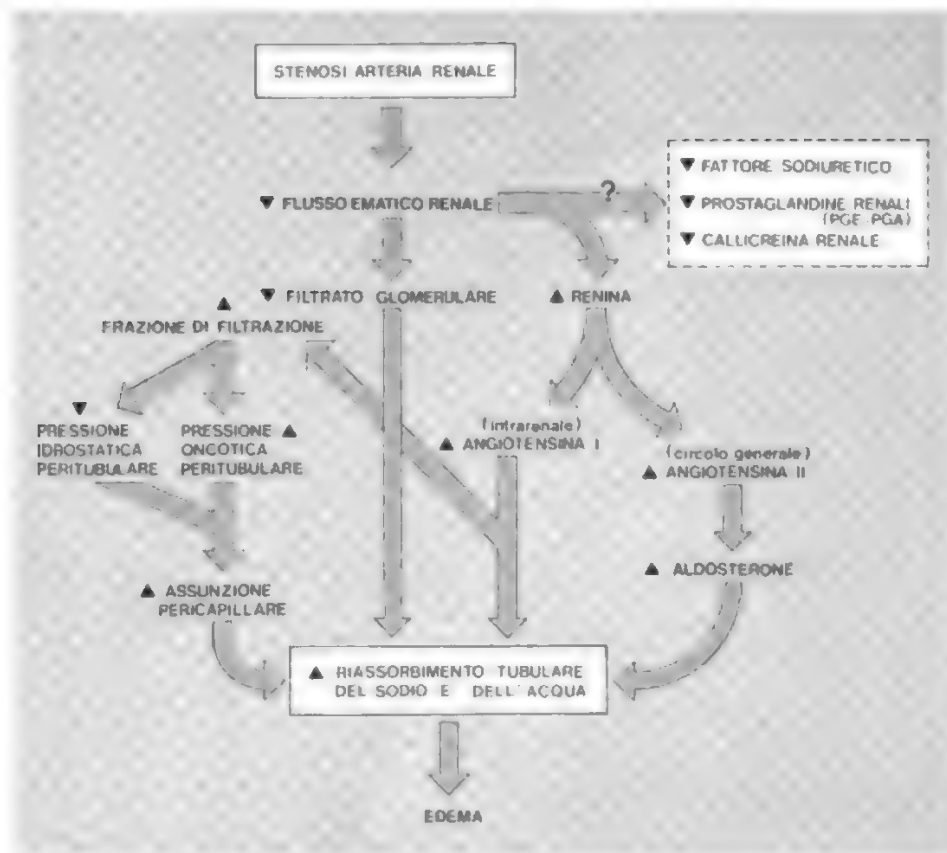 STENOSI ARTERIA RENALE
▼ FLUSSO EMATICO RENALE
?
▼ FATTORE SODIURETICO
▼ PROSTAGLANDINE RENALI
(PGE-PGA)
▼ CALLICREINA RENALE
▲
FRAZIONE DI FILTRAZIONE
▼ FILTRATO GLOMERULARE
▲ RENINA
▼
PRESSIONE
IDROSTATICA
PERITUBULARE
PRESSIONE ▲
ONCOTICA
PERITUBULARE
(intrarenale)
▲ ANGIOTENSINA I
(circolo generale)
▲ ANGIOTENSINA II
▲ ASSUNZIONE
PERICAPILLARE
▲ ALDOSTERONE
▲ RIASSORBIMENTO TUBULARE
DEL SODIO E DELL'ACQUA
EDEMA